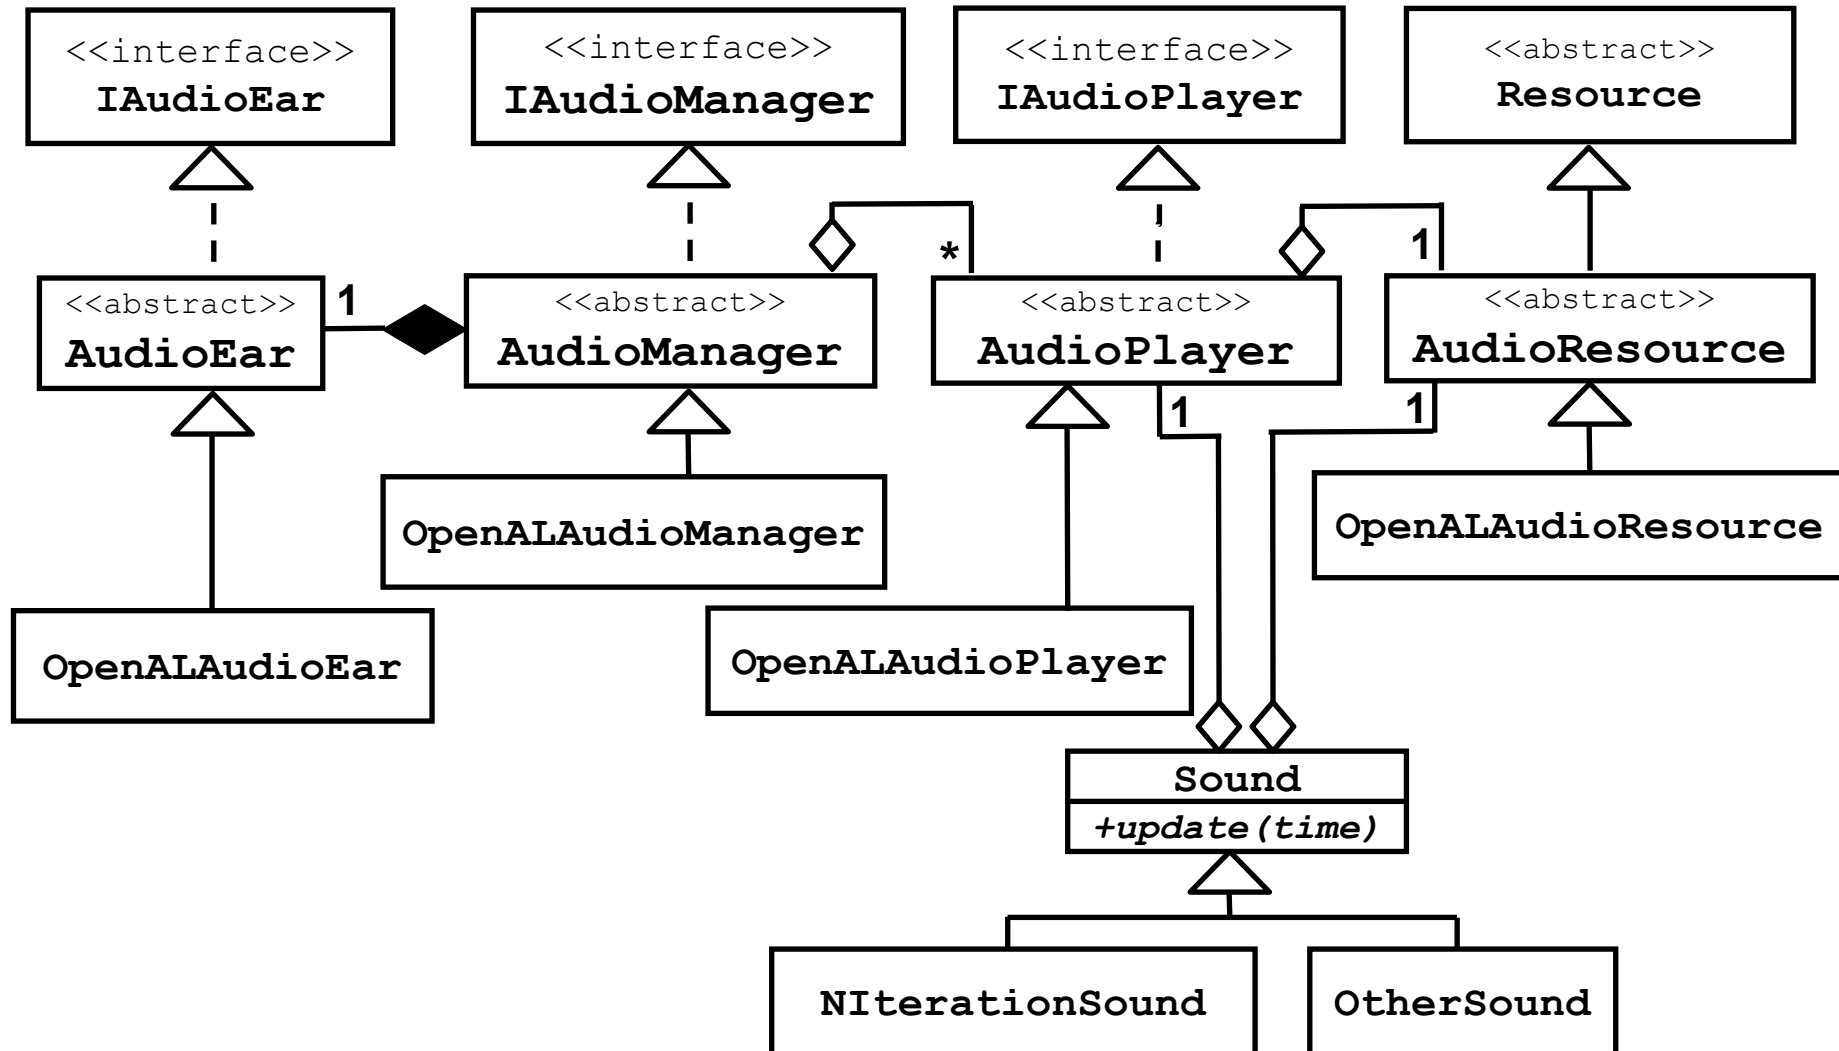 <<interface>>
IAudioEar
<<interface>>
IAudioManager
<<interface>>
IAudioPlayer
<<abstract>>
Resource
*
1
<<abstract>>
AudioEar
1
<<abstract>>
AudioManager
<<abstract>>
AudioPlayer
<<abstract>>
AudioResource
1
1
OpenALAudioManager
OpenALAudioResource
OpenALAudioEar
OpenALAudioPlayer
Sound
+update(time)
NIterationSound
OtherSound